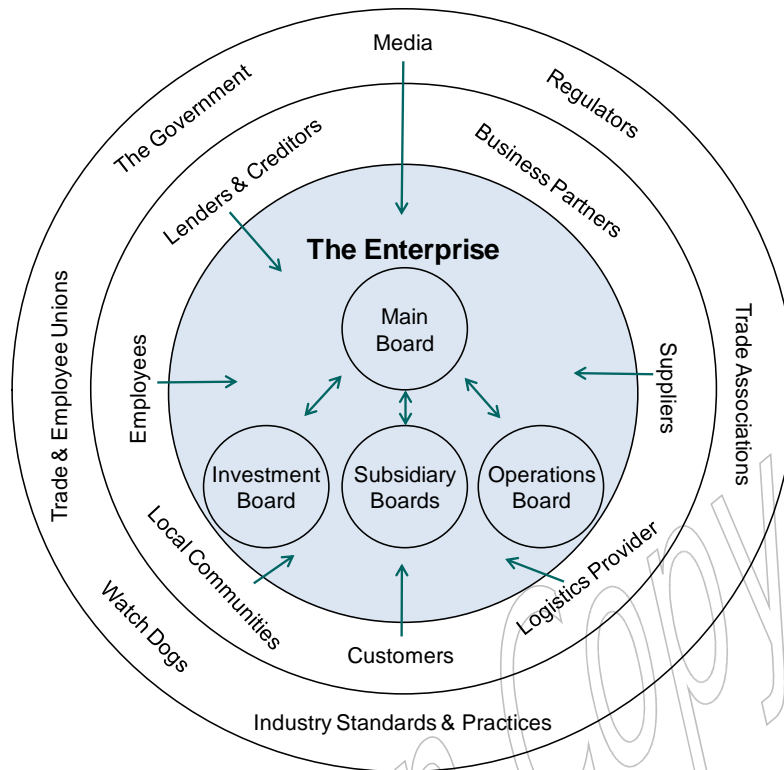 Media
The Government
Regulators
Lenders & Creditors
Business Partners
The Enterprise
Main
Board
Trade & Employee Unions
Employees
Suppliers
Trade Associations
Investment
Board
Subsidiary
Boards
Operations
Board
Local Communities
Logistics Provider
Watch Dogs
Customers
Industry Standards & Practices
Copy